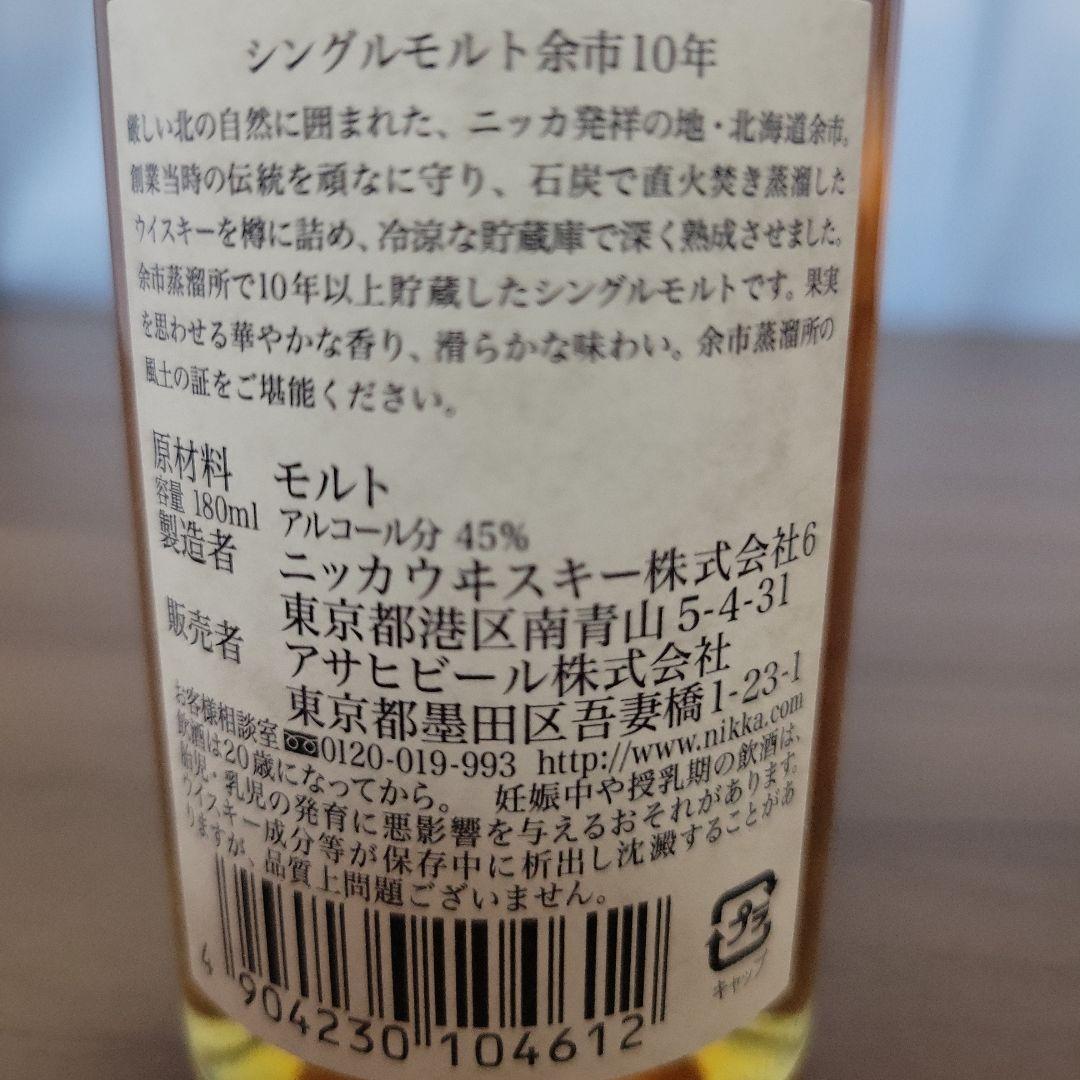 シングルモルト余市10年
厳しい北の自然に囲まれた、ニッカ発祥の地・北海道余市。
創業当時の伝統を頑なに守り、石炭で直火焚き蒸溜した
ウイスキーを樽に詰め、冷涼な貯蔵庫で深く熟成させました。
余市蒸溜所で10年以上貯蔵したシングルモルトです。果実
を思わせる華やかな香り、滑らかな味わい。余市蒸溜所の
風土の証をご堪能ください。
原材料 モルト
容量 180ml アルコール分 45%
製造者 ニッカウヰスキー株式会社6
東京都港区南青山5-4-31
販売者 アサヒビール株式会社
東京都墨田区吾妻橋1-23-1
お客様相談室 0120-019-993 http://www.nikka.com
飲酒は20歳になってから。 妊娠中や授乳期の飲酒は、
胎児・乳児の発育に悪影響を与えるおそれがあります。
ウイスキー成分等が保存中に析出し沈澱することがあ
りますが、品質上問題ございません。
プラ
キャップ
4 904230 104612